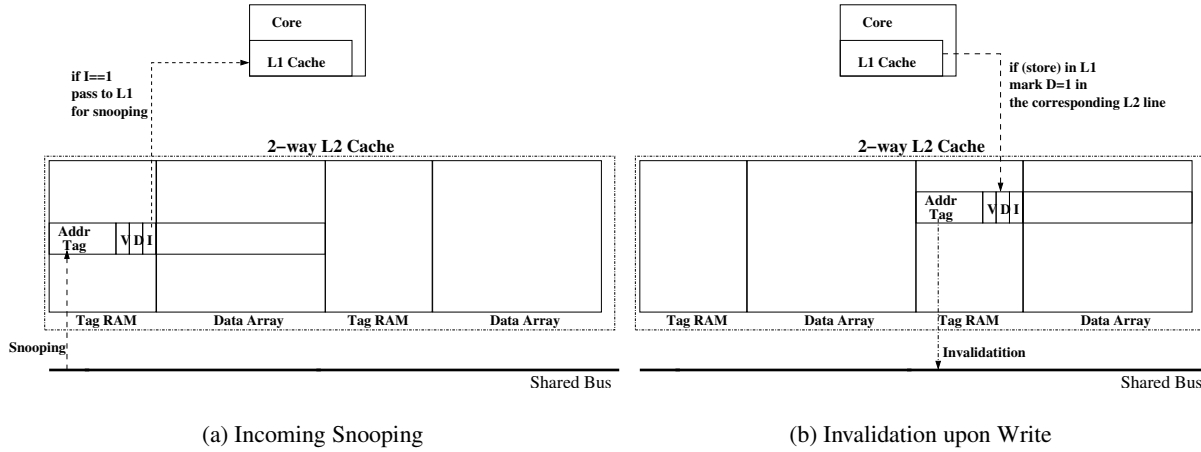 Core
L1 Cache
if I==1
pass to L1
for snooping
2−way L2 Cache
Addr
Tag
V D I
Tag RAM Data Array Tag RAM Data Array
Snooping
Shared Bus
(a) Incoming Snooping
Core
L1 Cache
if (store) in L1
mark D=1 in
the corresponding L2 line
2−way L2 Cache
Addr
Tag
V D I
Tag RAM Data Array Tag RAM Data Array
Invalidatition
Shared Bus
(b) Invalidation upon Write